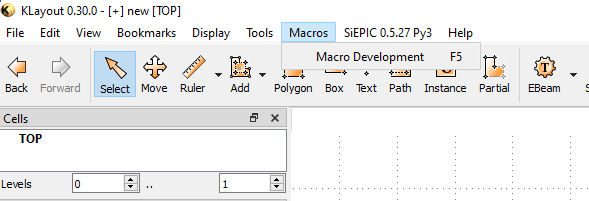 KLayout 0.30.0 - [+] new [TOP]
File Edit View Bookmarks Display Tools Macros SiEPIC 0.5.27 Py3 Help
Macro Development F5
Back Forward Select Move Ruler Add Polygon Box Text Path Instance Partial EBeam
Cells
TOP
Levels 0 .. 1